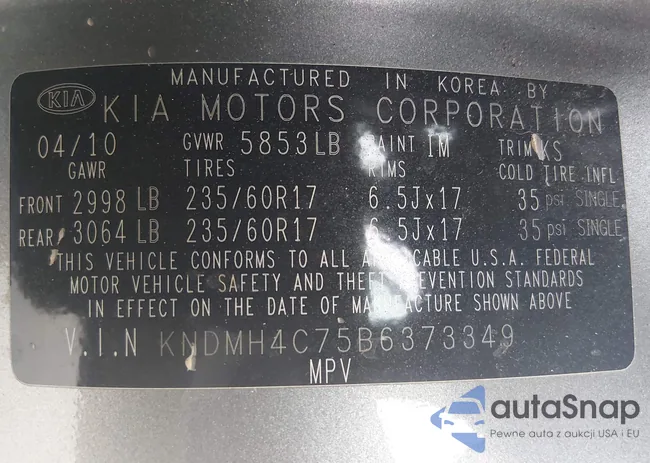 MANUFACTURED IN KOREA BY
KIA KIA MOTORS CORPORATION
04/10 GVWR 5853LB PAINT IM TRIM KS
GAWR TIRES RIMS COLD TIRE INFL
FRONT 2998 LB 235/60R17 6.5Jx17 35 psi SINGLE
REAR 3064 LB 235/60R17 6.5Jx17 35 psi SINGLE
THIS VEHICLE CONFORMS TO ALL APPLICABLE U.S.A. FEDERAL
MOTOR VEHICLE SAFETY AND THEFT PREVENTION STANDARDS
IN EFFECT ON THE DATE OF MANUFACTURE SHOWN ABOVE
V.I.N KNDMH4C75B6373349
MPV
autaSnap
Pewne auta z aukcji USA i EU